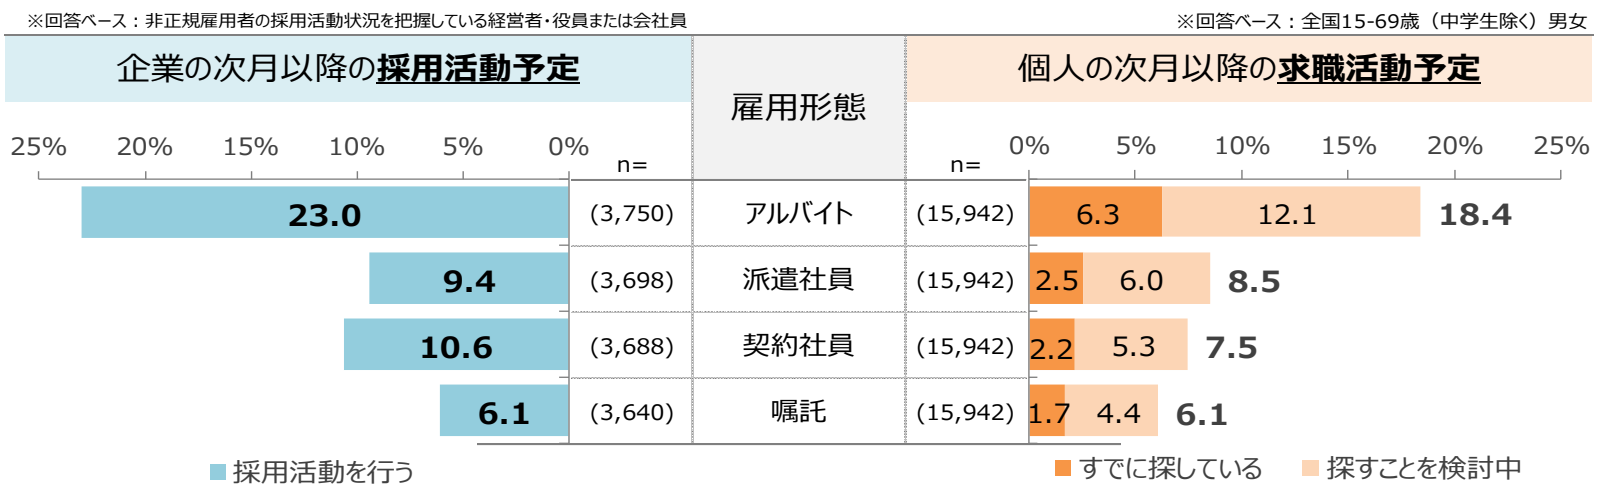 ※回答ベース：非正規雇用者の採用活動状況を把握している経営者・役員または会社員
※回答ベース：全国15-69歳（中学生除く）男女
企業の次月以降の採用活動予定
雇用形態
個人の次月以降の求職活動予定
25% 20% 15% 10% 5% 0%
n=
n=
0% 5% 10% 15% 20% 25%
23.0 (3,750) アルバイト (15,942) 6.3 12.1 18.4
9.4 (3,698) 派遣社員 (15,942) 2.5 6.0 8.5
10.6 (3,688) 契約社員 (15,942) 2.2 5.3 7.5
6.1 (3,640) 嘱託 (15,942) 1.7 4.4 6.1
採用活動を行う
すでに探している 探すことを検討中